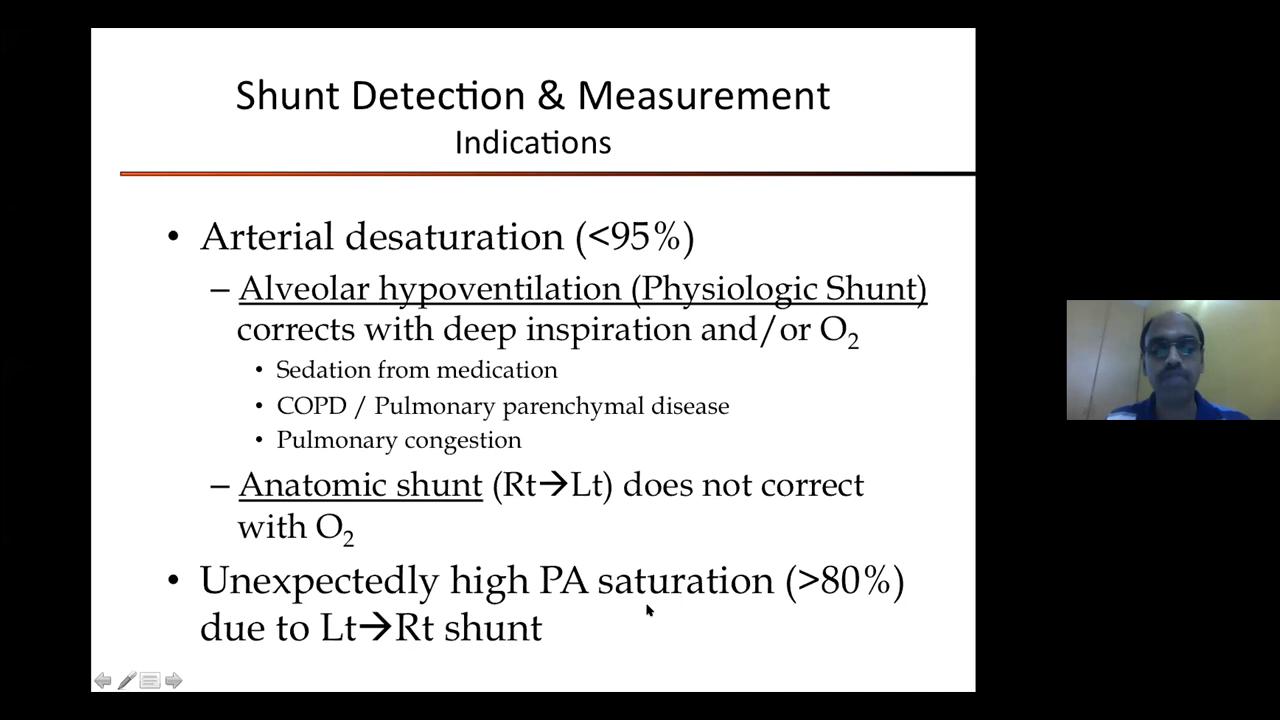 Shunt Detection & Measurement
Indications
• Arterial desaturation (<95%)
– Alveolar hypoventilation (Physiologic Shunt)
corrects with deep inspiration and/or O₂
• Sedation from medication
• COPD / Pulmonary parenchymal disease
• Pulmonary congestion
– Anatomic shunt (Rt→Lt) does not correct
with O₂
• Unexpectedly high PA saturation (>80%)
due to Lt→Rt shunt